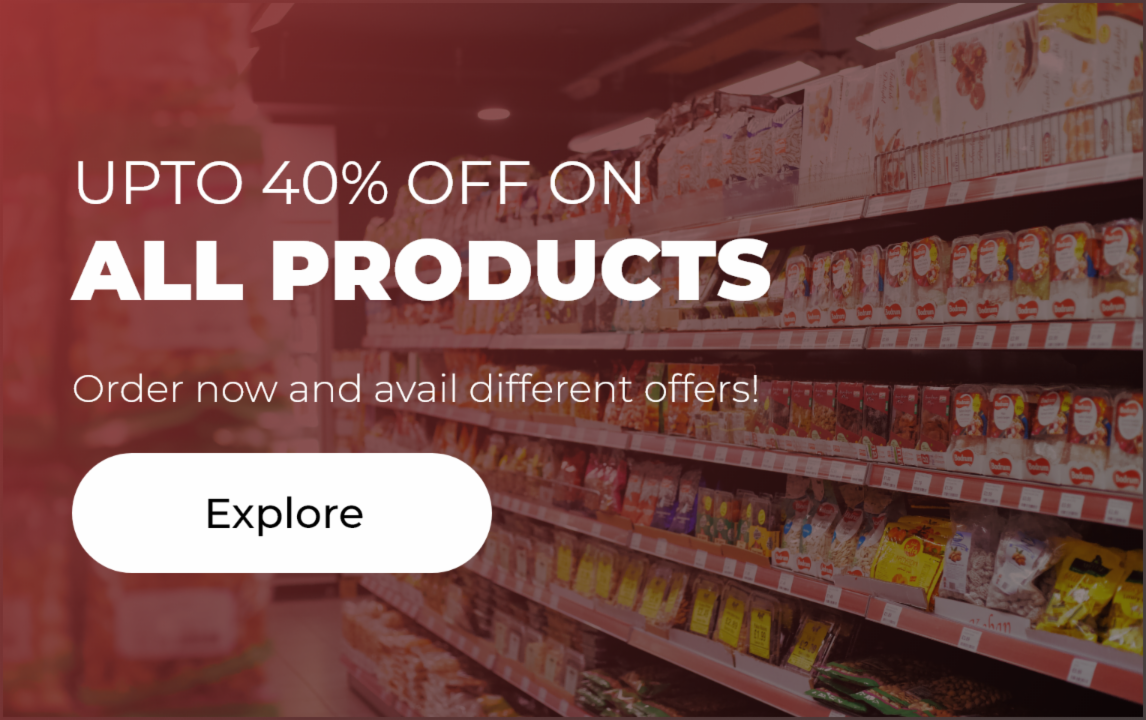 UPTO 40% OFF ON
ALL PRODUCTS
Order now and avail different offers!
Explore